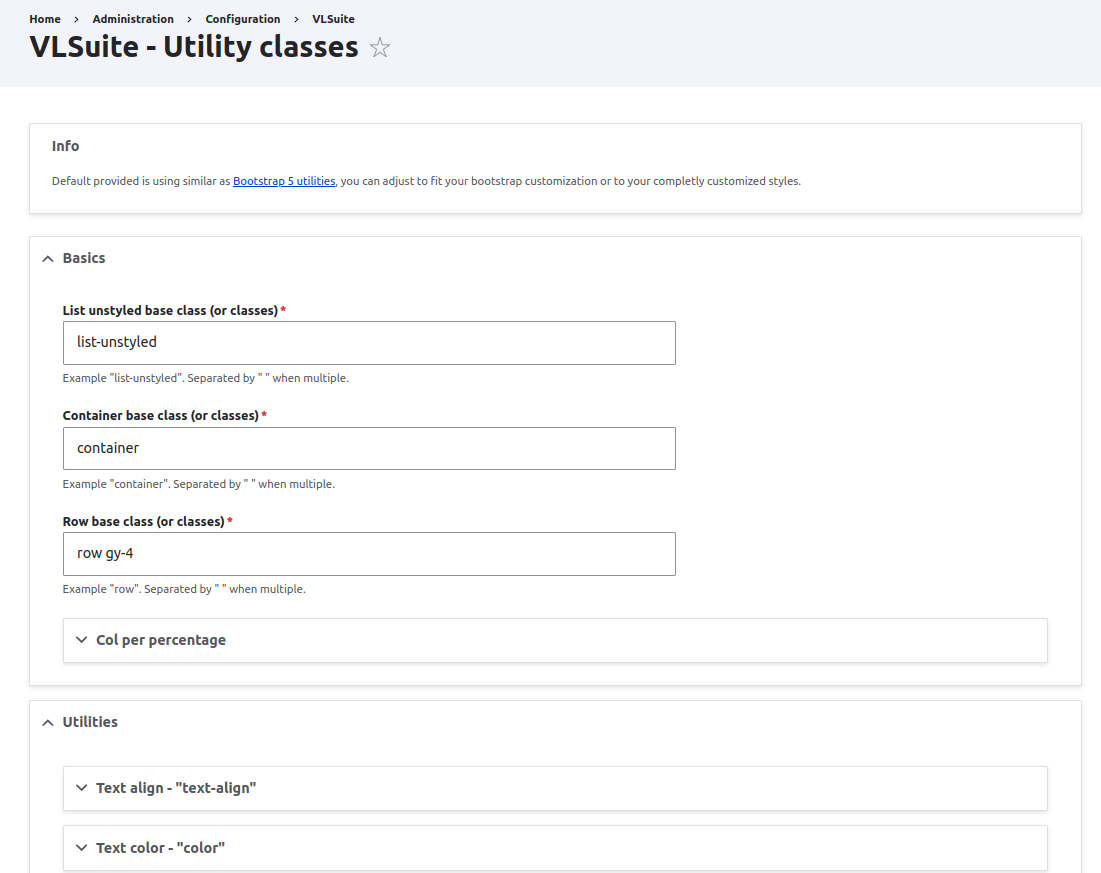 Home > Administration > Configuration > VLSuite
VLSuite - Utility classes
Info
Default provided is using similar as Bootstrap 5 utilities, you can adjust to fit your bootstrap customization or to your completly customized styles.
Basics
List unstyled base class (or classes) *
list-unstyled
Example "list-unstyled". Separated by " " when multiple.
Container base class (or classes) *
container
Example "container". Separated by " " when multiple.
Row base class (or classes) *
row gy-4
Example "row". Separated by " " when multiple.
Col per percentage
Utilities
Text align - "text-align"
Text color - "color"